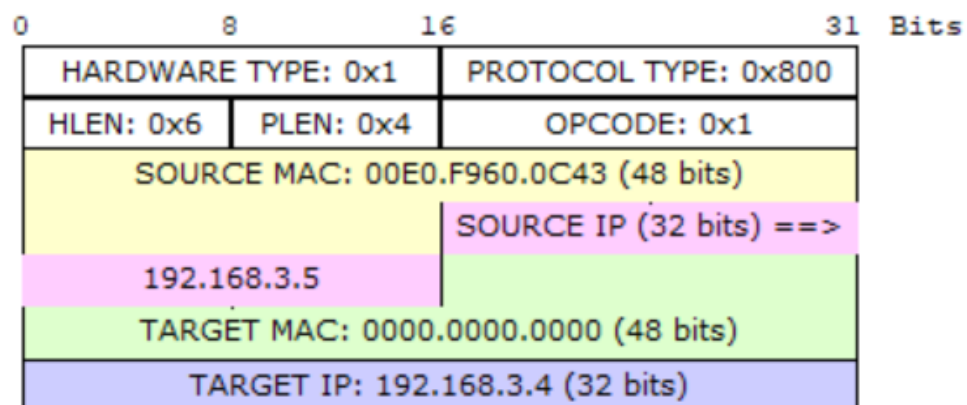 0 8 16 31 Bits
HARDWARE TYPE: 0x1 PROTOCOL TYPE: 0x800
HLEN: 0x6 PLEN: 0x4 OPCODE: 0x1
SOURCE MAC: 00E0.F960.0C43 (48 bits)
SOURCE IP (32 bits) ==>
192.168.3.5
TARGET MAC: 0000.0000.0000 (48 bits)
TARGET IP: 192.168.3.4 (32 bits)